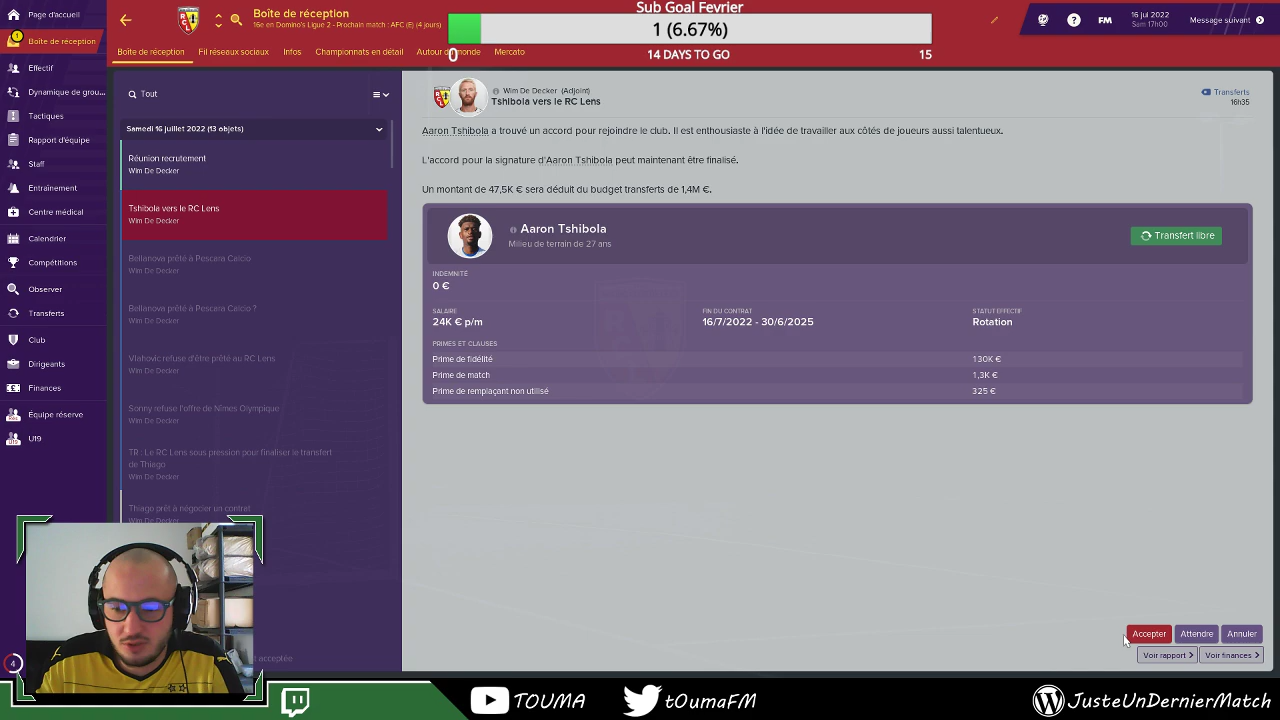 Sub Goal Fevrier
1 (6.67%)
0
14 DAYS TO GO
15
Boîte de réception
16e en Domino's Ligue 2 - Prochain match : AFC (E) (4 jours)
FM
16 jul 2022
Sam 17h00
Message suivant
Boîte de réception
Fil réseaux sociaux
Infos
Championnats en détail
Autour du monde
Mercato
Page d'accueil
Boîte de réception
Effectif
Dynamique de grou...
Tactiques
Rapport d'équipe
Staff
Entraînement
Centre médical
Calendrier
Compétitions
Observer
Transferts
Club
Dirigeants
Finances
Équipe réserve
U19
Tout
Samedi 16 juillet 2022 (13 objets)
Réunion recrutement
Wim De Decker
Tshibola vers le RC Lens
Wim De Decker
Bellanova prêté à Pescara Calcio
Wim De Decker
Bellanova prêté à Pescara Calcio ?
Wim De Decker
Vlahovic refuse d'être prêté au RC Lens
Wim De Decker
Sonny refuse l'offre de Nîmes Olympique
Wim De Decker
TR : Le RC Lens sous pression pour finaliser le transfert
de Thiago
Wim De Decker
Thiago prêt à négocier un contrat
Wim De Decker
t acceptée
Wim De Decker (Adjoint)
Tshibola vers le RC Lens
Transferts
16h35
Aaron Tshibola a trouvé un accord pour rejoindre le club. Il est enthousiaste à l'idée de travailler aux côtés de joueurs aussi talentueux.
L'accord pour la signature d'Aaron Tshibola peut maintenant être finalisé.
Un montant de 47,5K € sera déduit du budget transferts de 1,4M €.
Aaron Tshibola
Milieu de terrain de 27 ans
Transfert libre
INDEMNITÉ
0 €
SALAIRE
24K € p/m
FIN DU CONTRAT
16/7/2022 - 30/6/2025
STATUT EFFECTIF
Rotation
PRIMES ET CLAUSES
Prime de fidélité 130K €
Prime de match 1,3K €
Prime de remplaçant non utilisé 325 €
Accepter
Attendre
Annuler
Voir rapport
Voir finances
TOUMA
tOumaFM
JusteUnDernierMatch